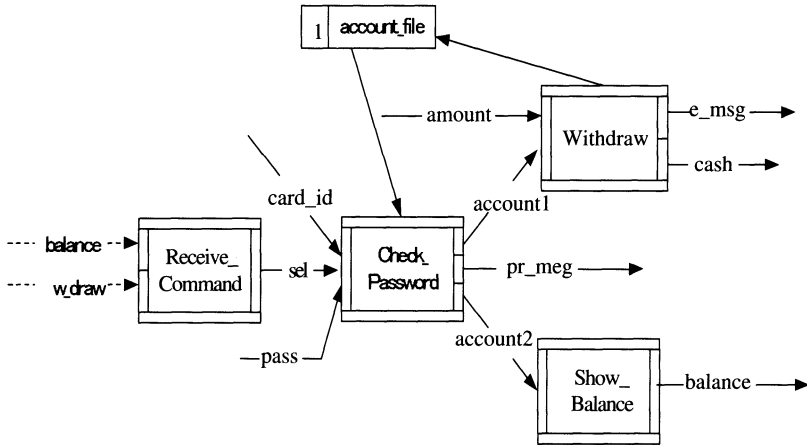 1 account_file
amount
e_msg
Withdraw
cash
card_id
account1
balance
Receive_
Command
sel
Check_
Password
pr_meg
w_draw
pass
account2
Show_
Balance
balance